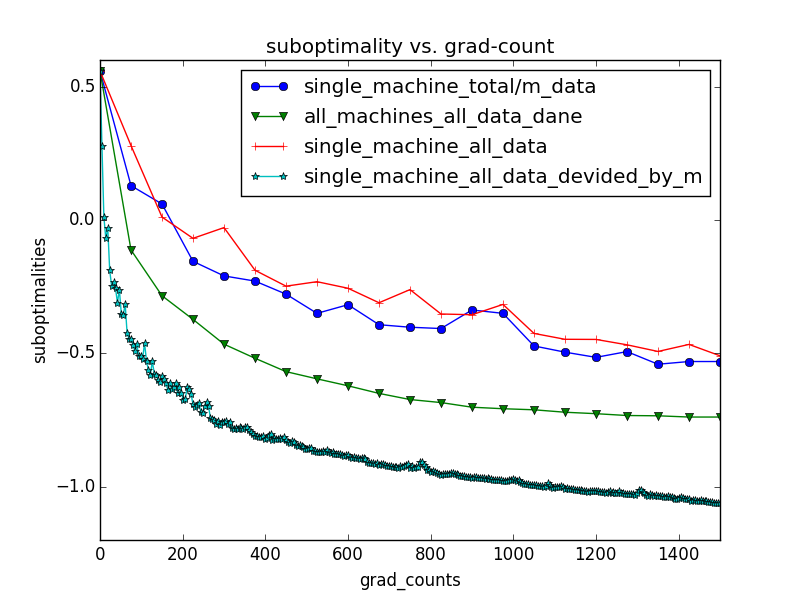 suboptimality vs. grad-count
single_machine_total/m_data
all_machines_all_data_dane
single_machine_all_data
single_machine_all_data_devided_by_m
0.5
0.0
−0.5
−1.0
suboptimalities
0 200 400 600 800 1000 1200 1400
grad_counts